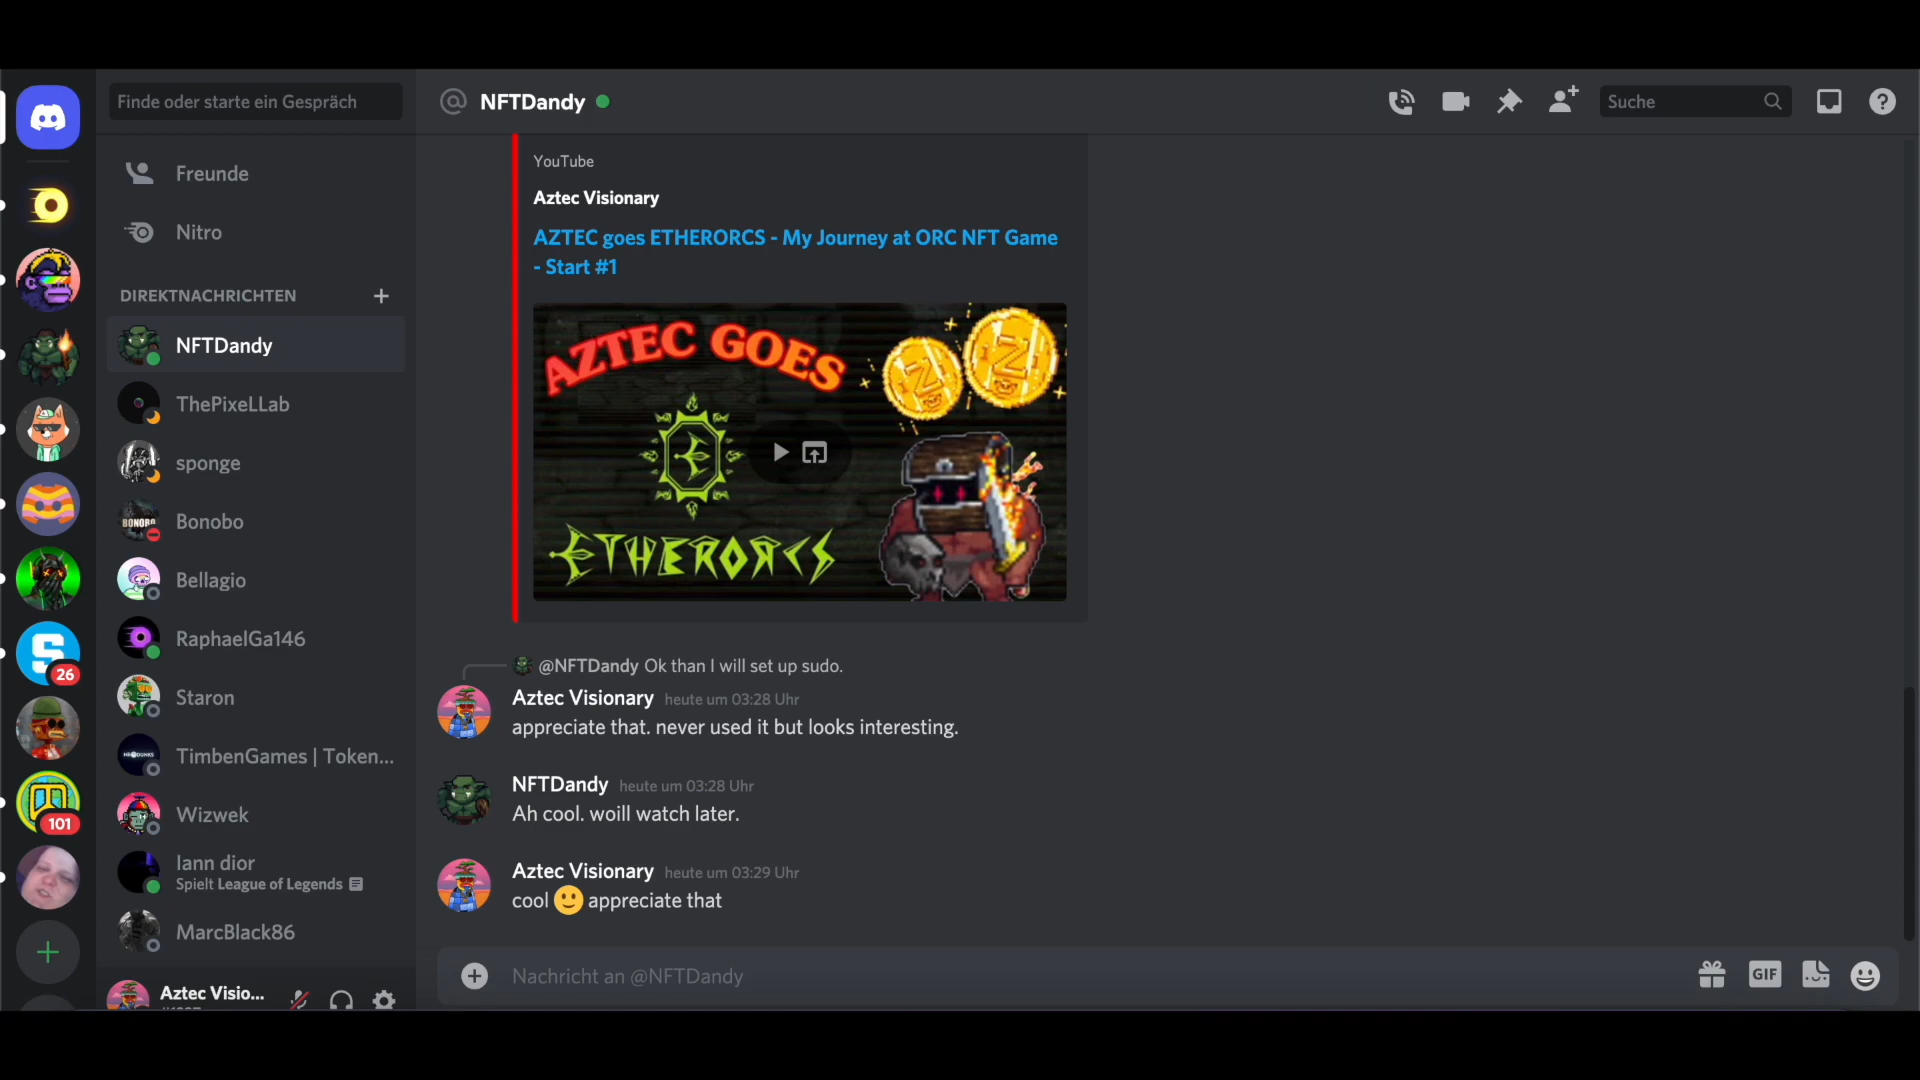 Finde oder starte ein Gespräch
Freunde
Nitro
DIREKTNACHRICHTEN
NFTDandy
ThePixeLLab
sponge
BONOBO
Bonobo
Bellagio
RaphaelGa146
Staron
TimbenGames | Token...
Wizwek
Iann dior
Spielt League of Legends
MarcBlack86
26
101
Aztec Visio...
NFTDandy
Suche
YouTube
Aztec Visionary
AZTEC goes ETHERORCS - My Journey at ORC NFT Game
- Start #1
AZTEC GOES
ETHERORCS
@NFTDandy Ok than I will set up sudo.
Aztec Visionary heute um 03:28 Uhr
appreciate that. never used it but looks interesting.
NFTDandy heute um 03:28 Uhr
Ah cool. woill watch later.
Aztec Visionary heute um 03:29 Uhr
cool 🙂 appreciate that
Nachricht an @NFTDandy
GIF